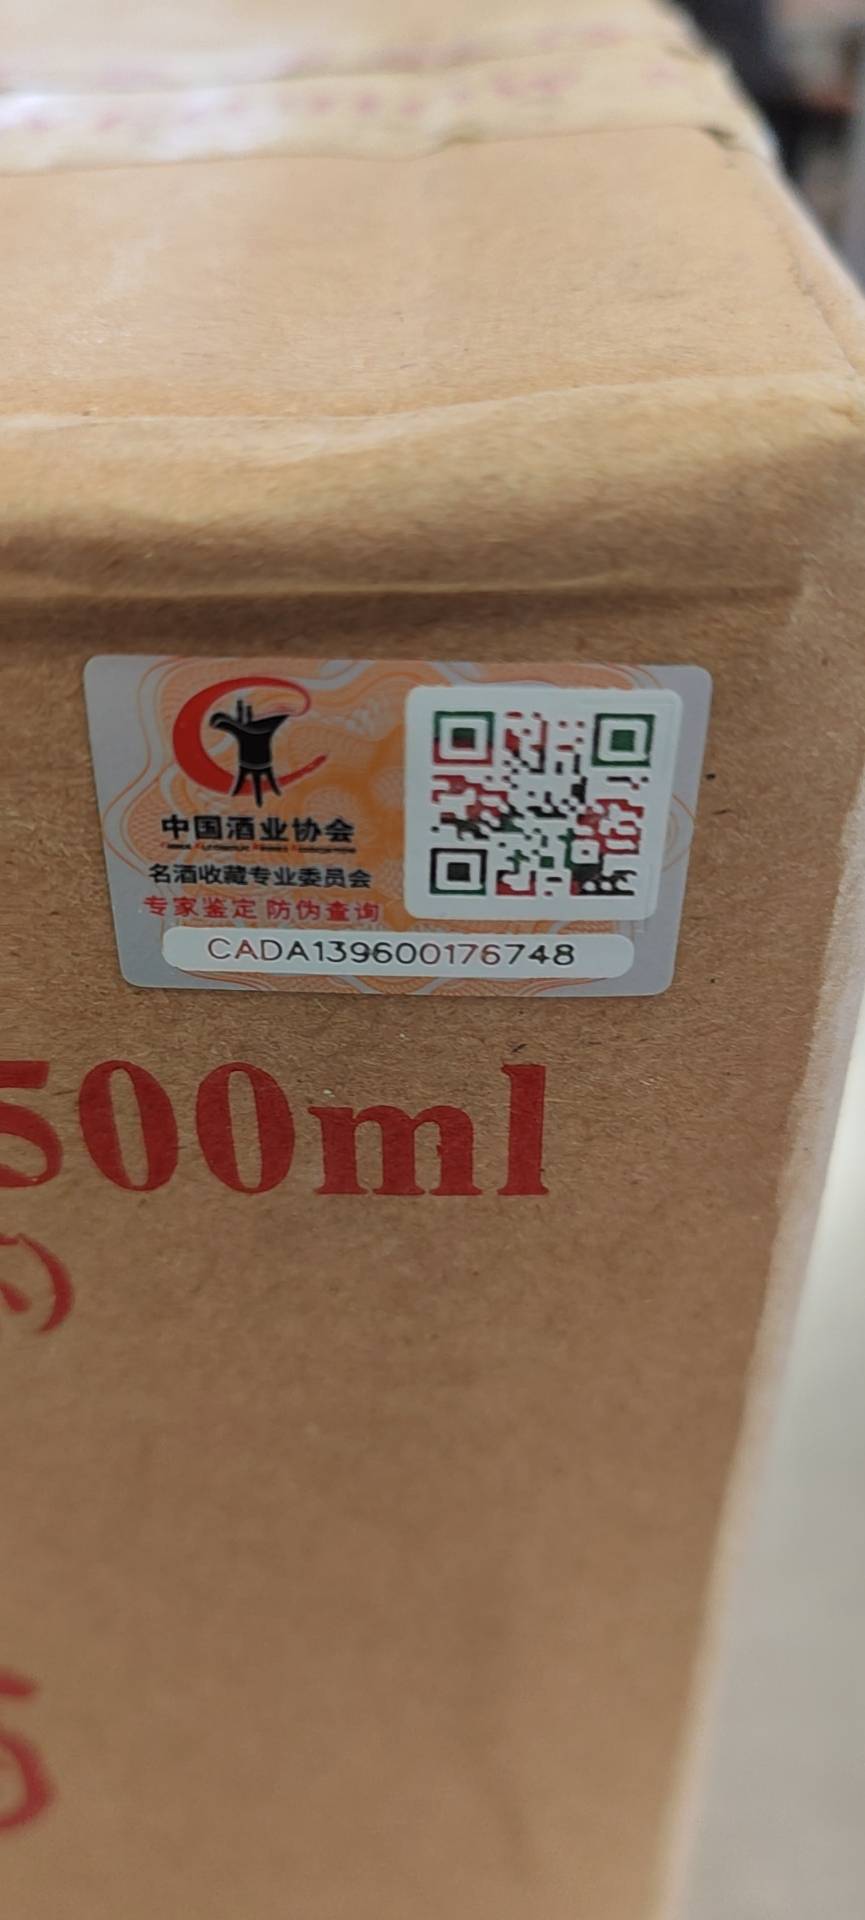 中国酒业协会
名酒收藏专业委员会
专家鉴定 防伪查询
CADA139600176748
500ml